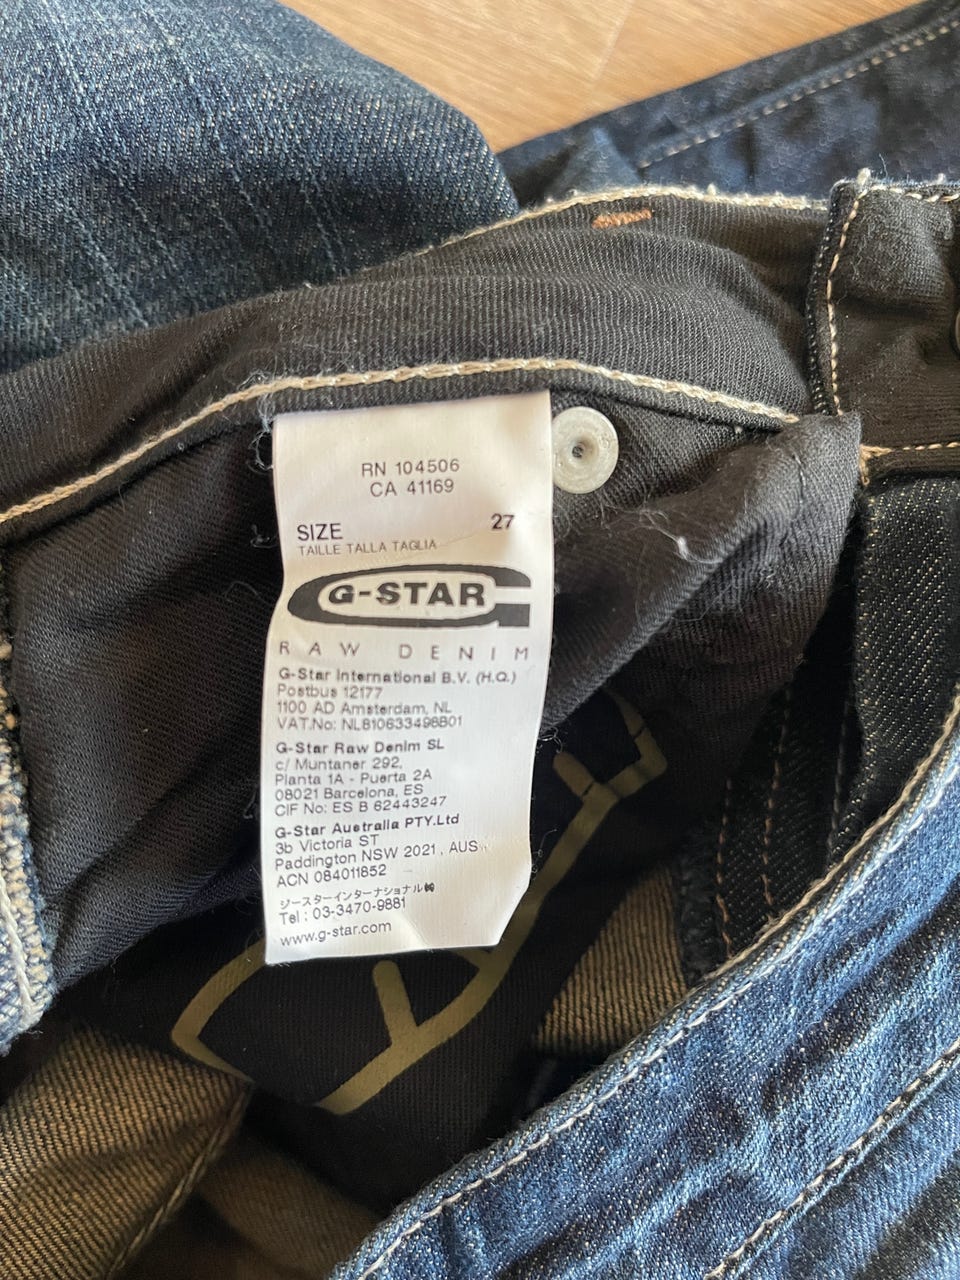 RN 104506
CA 41169
SIZE 27
TAILLE TALLA TAGLIA
G-STAR
RAW DENIM
G-Star International B.V. (H.Q.)
Postbus 12177
1100 AD Amsterdam, NL
VAT.No: NL810633498B01
G-Star Raw Denim SL
c/ Muntaner 292,
Planta 1A - Puerta 2A
08021 Barcelona, ES
CIF No: ES B 62443247
G-Star Australia PTY.Ltd
3b Victoria ST
Paddington NSW 2021, AUS
ACN 084011852
ジースターインターナショナル㈱
Tel : 03-3470-9881
www.g-star.com